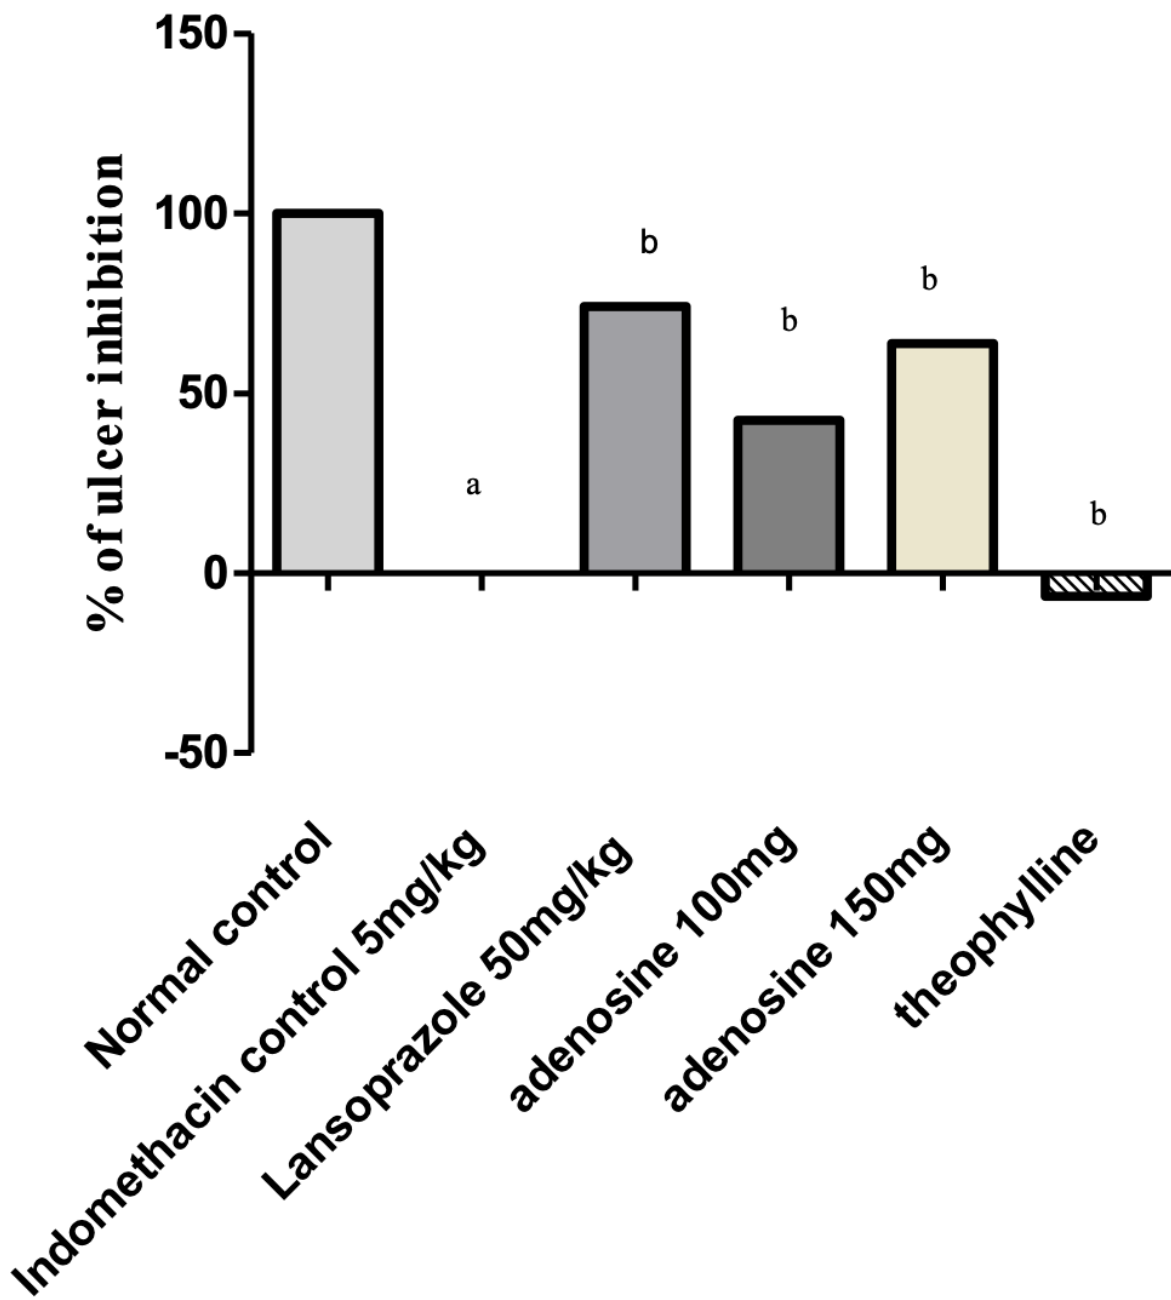 % of ulcer inhibition
150
100
50
0
-50
a
b
b
b
b
Normal control
Indomethacin control 5mg/kg
Lansoprazole 50mg/kg
adenosine 100mg
adenosine 150mg
theophylline